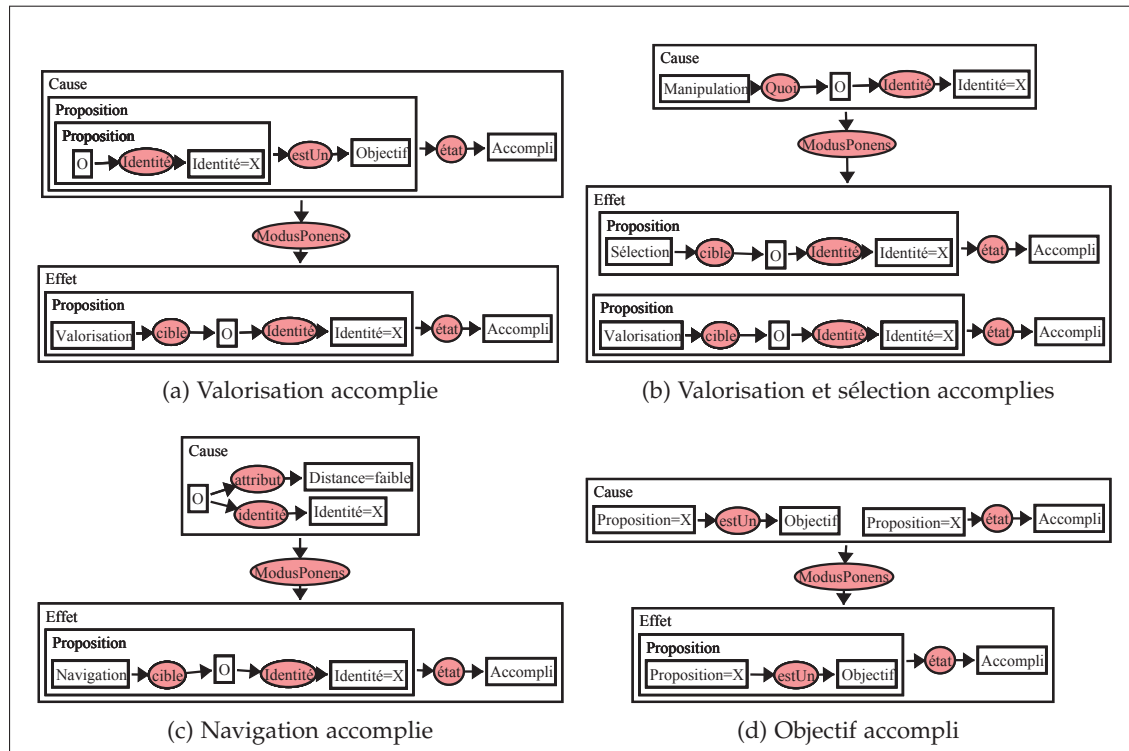 Cause
Proposition
Proposition
O Identité Identité=X estUn Objectif état Accompli
ModusPonens
Effet
Proposition
Valorisation cible O Identité Identité=X état Accompli
(a) Valorisation accomplie
Cause
Manipulation Quoi O Identité Identité=X
ModusPonens
Effet
Proposition
Sélection cible O Identité Identité=X état Accompli
Proposition
Valorisation cible O Identité Identité=X état Accompli
(b) Valorisation et sélection accomplies
Cause
attribut Distance=faible
O
identité Identité=X
ModusPonens
Effet
Proposition
Navigation cible O Identité Identité=X état Accompli
(c) Navigation accomplie
Cause
Proposition=X estUn Objectif Proposition=X état Accompli
ModusPonens
Effet
Proposition
Proposition=X estUn Objectif état Accompli
(d) Objectif accompli